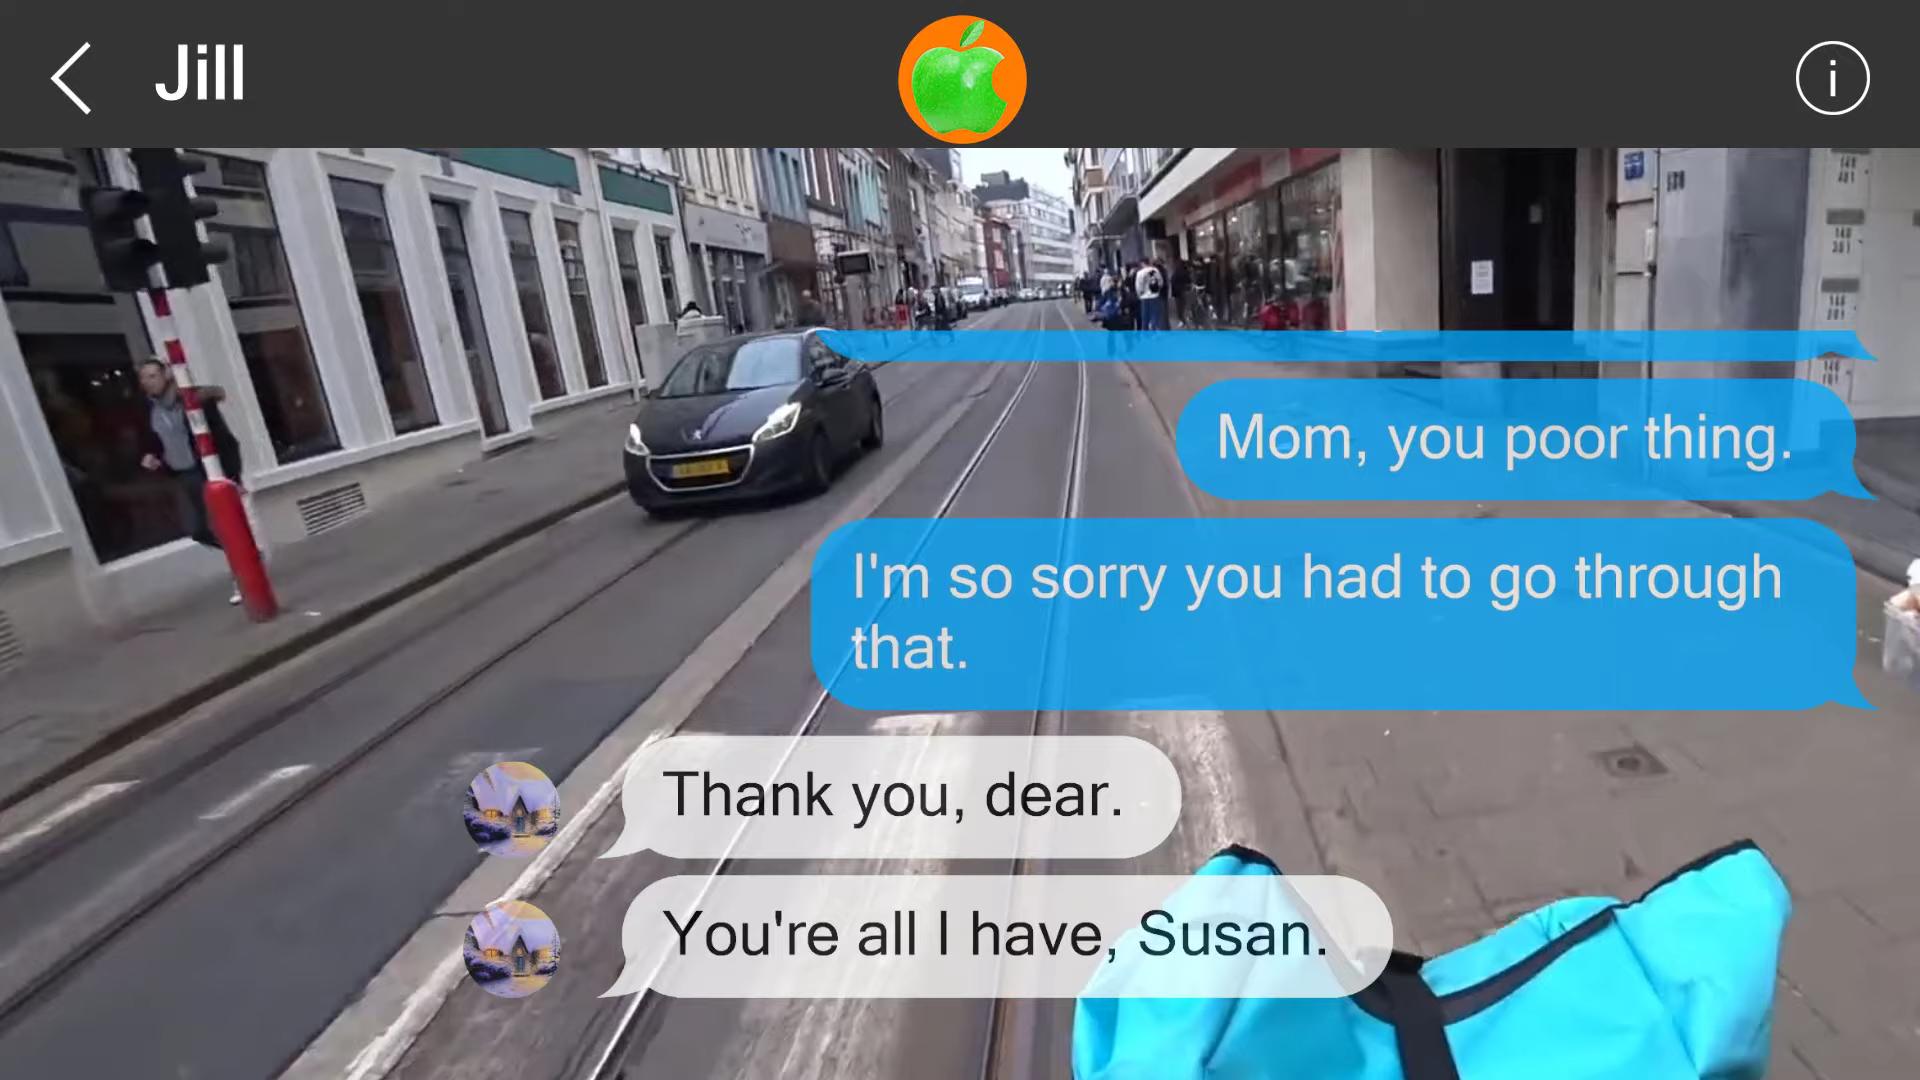 Jill
i
Mom, you poor thing.
I'm so sorry you had to go through
that.
Thank you, dear.
You're all I have, Susan.